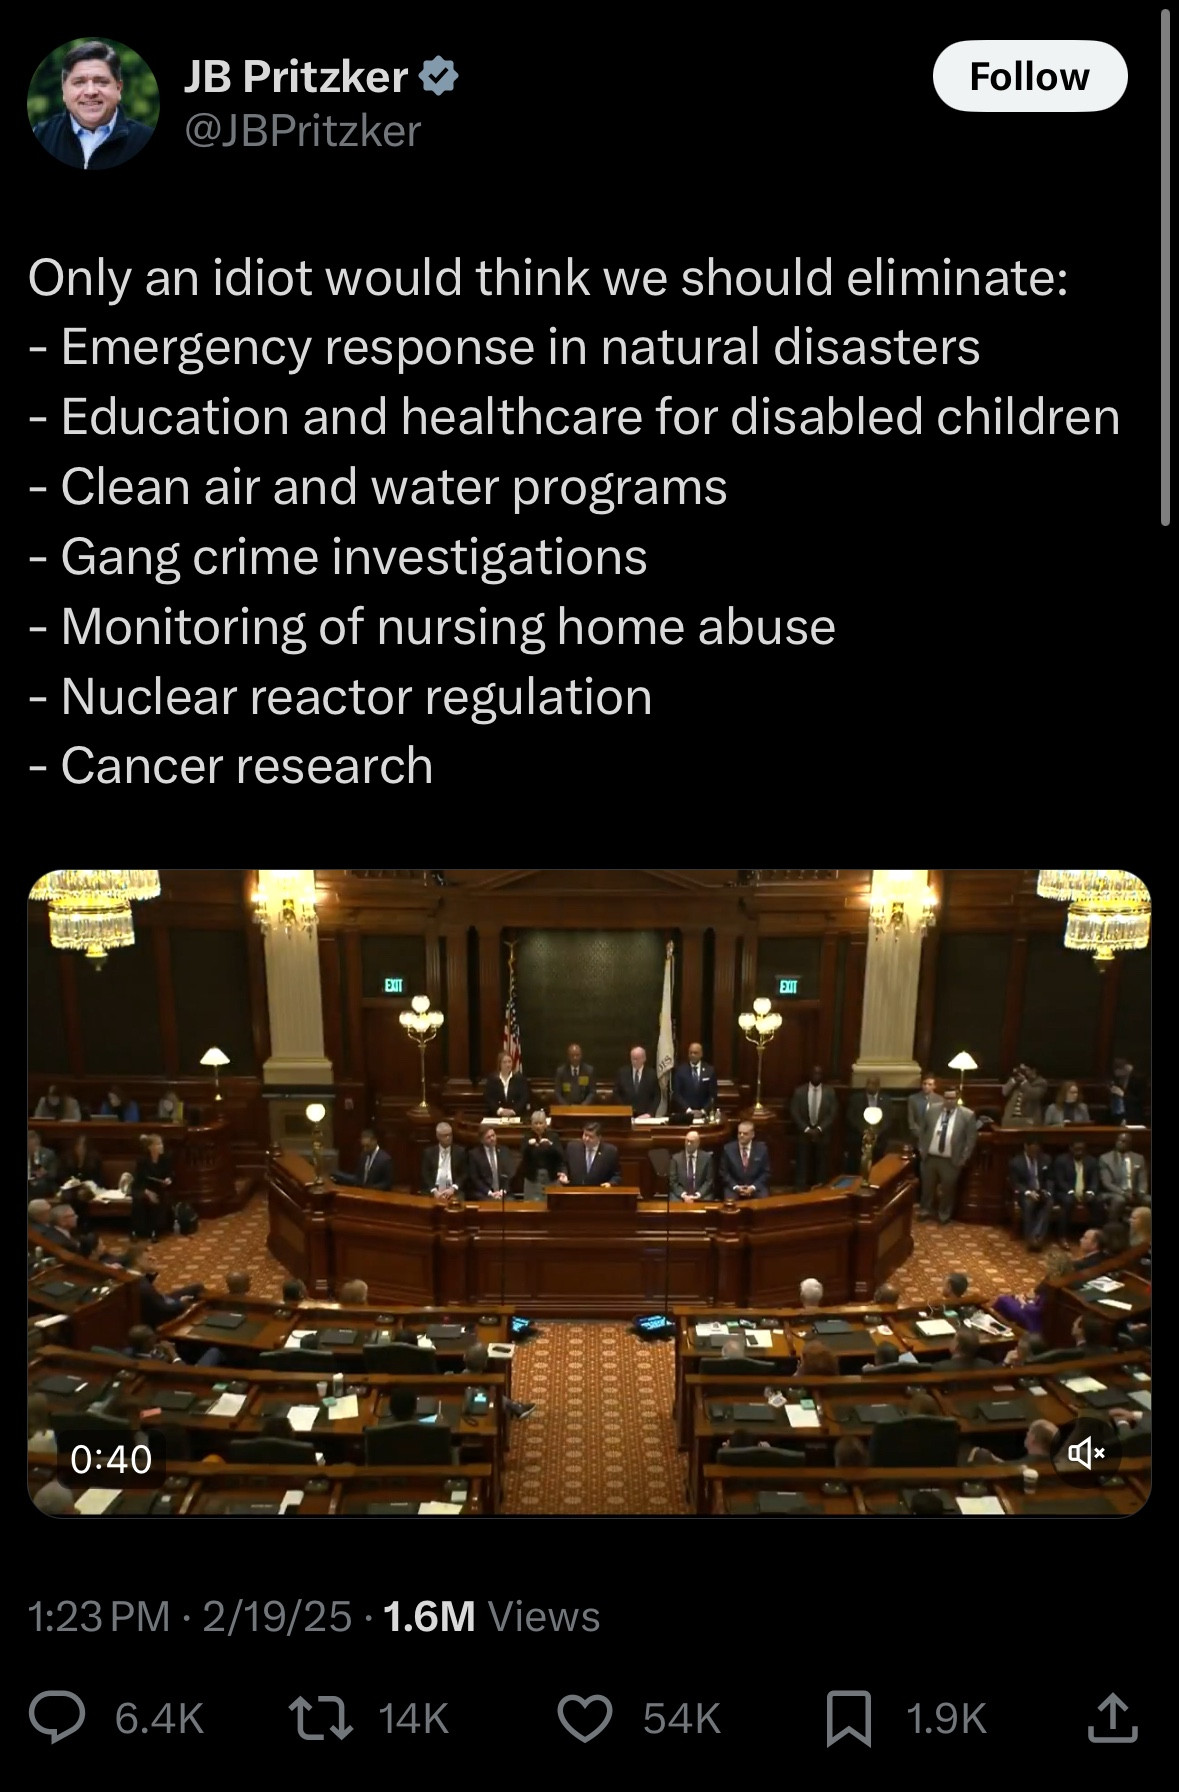 JB Pritzker
Follow
@JBPritzker
Only an idiot would think we should eliminate:
- Emergency response in natural disasters
- Education and healthcare for disabled children
- Clean air and water programs
- Gang crime investigations
- Monitoring of nursing home abuse
- Nuclear reactor regulation
- Cancer research
EXIT
EXIT
0:40
1:23 PM · 2/19/25 · 1.6M Views
6.4K
14K
54K
1.9K